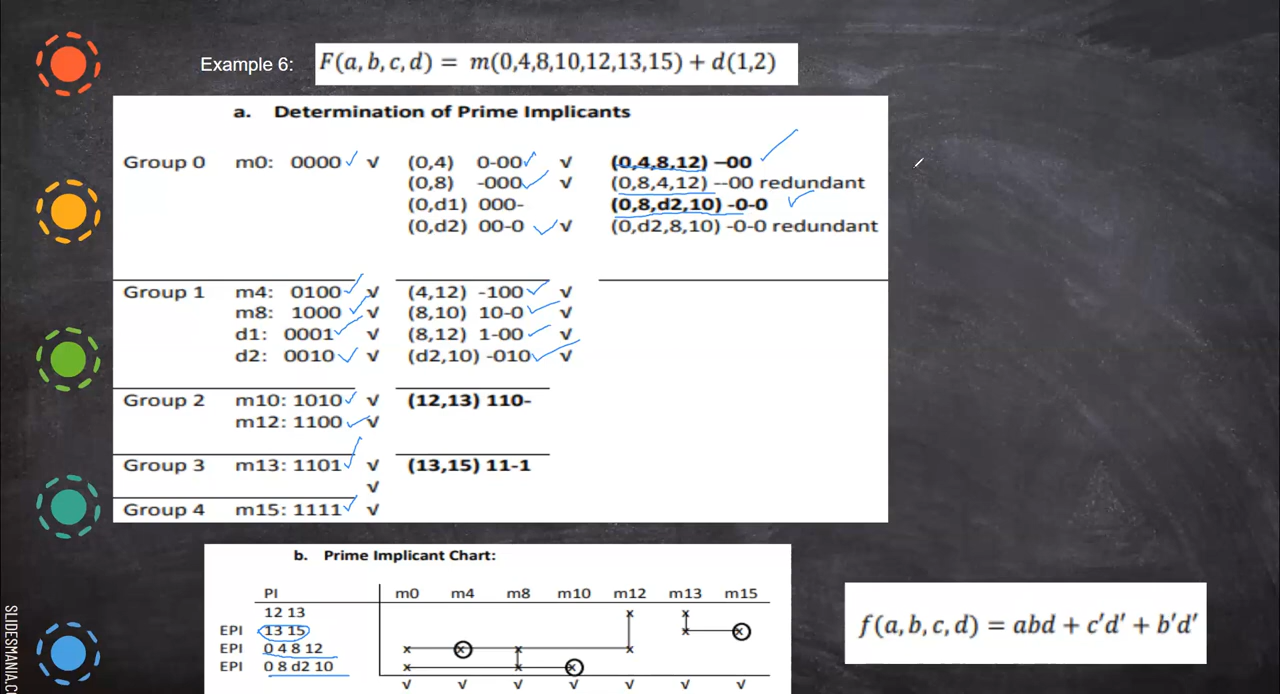 Example 6: F(a, b, c, d) = m(0,4,8,10,12,13,15) + d(1,2)
a. Determination of Prime Implicants
Group 0 m0: 0000 √ (0,4) 0-00 √ (0,4,8,12) --00
(0,8) -000 √ (0,8,4,12) --00 redundant
(0,d1) 000- (0,8,d2,10) -0-0
(0,d2) 00-0 √ (0,d2,8,10) -0-0 redundant
Group 1 m4: 0100 √ (4,12) -100 √
m8: 1000 √ (8,10) 10-0 √
d1: 0001 √ (8,12) 1-00 √
d2: 0010 √ (d2,10) -010 √
Group 2 m10: 1010 √ (12,13) 110-
m12: 1100 √
Group 3 m13: 1101 √ (13,15) 11-1
√
Group 4 m15: 1111 √
b. Prime Implicant Chart:
PI m0 m4 m8 m10 m12 m13 m15
12 13 x x
EPI 13 15 x x
EPI 0 4 8 12 x x x x
EPI 0 8 d2 10 x x x
√ √ √ √ √ √ √
f(a, b, c, d) = abd + c'd' + b'd'
SLIDESMANIA.C